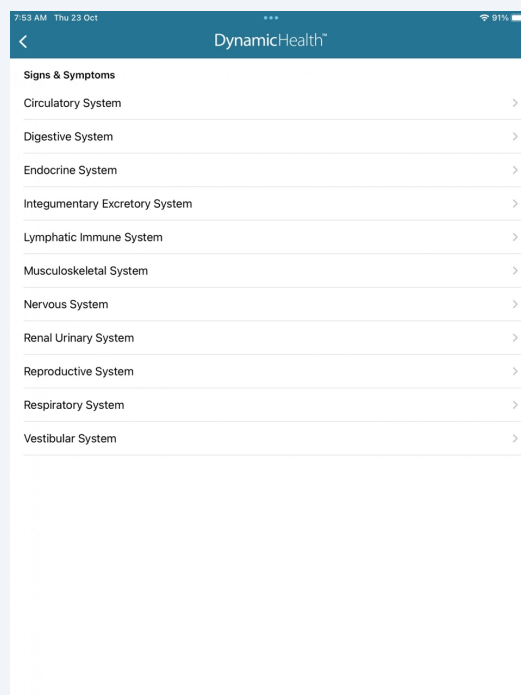 7:53 AM Thu 23 Oct 91%
DynamicHealth™
Signs & Symptoms
Circulatory System
Digestive System
Endocrine System
Integumentary Excretory System
Lymphatic Immune System
Musculoskeletal System
Nervous System
Renal Urinary System
Reproductive System
Respiratory System
Vestibular System